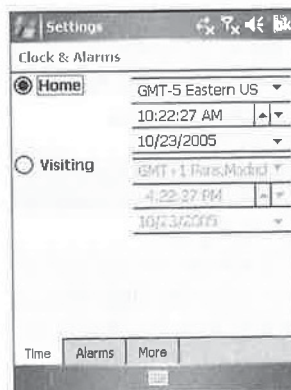 Settings
ok
Clock & Alarms
Home
GMT-5 Eastern US
10:22:27 AM
10/23/2005
Visiting
GMT+1 Paris,Madrid
4:22:27 PM
10/23/2005
Time Alarms More